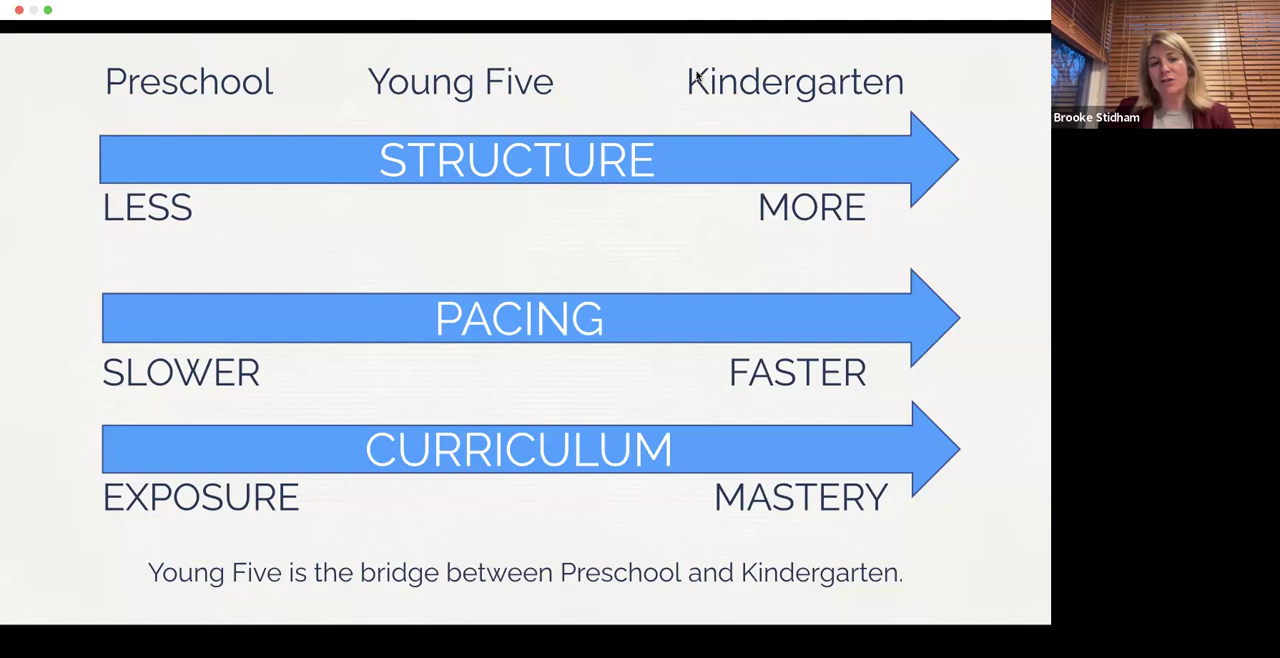 Preschool Young Five Kindergarten
STRUCTURE
LESS MORE
PACING
SLOWER FASTER
CURRICULUM
EXPOSURE MASTERY
Young Five is the bridge between Preschool and Kindergarten.
Brooke Stidham